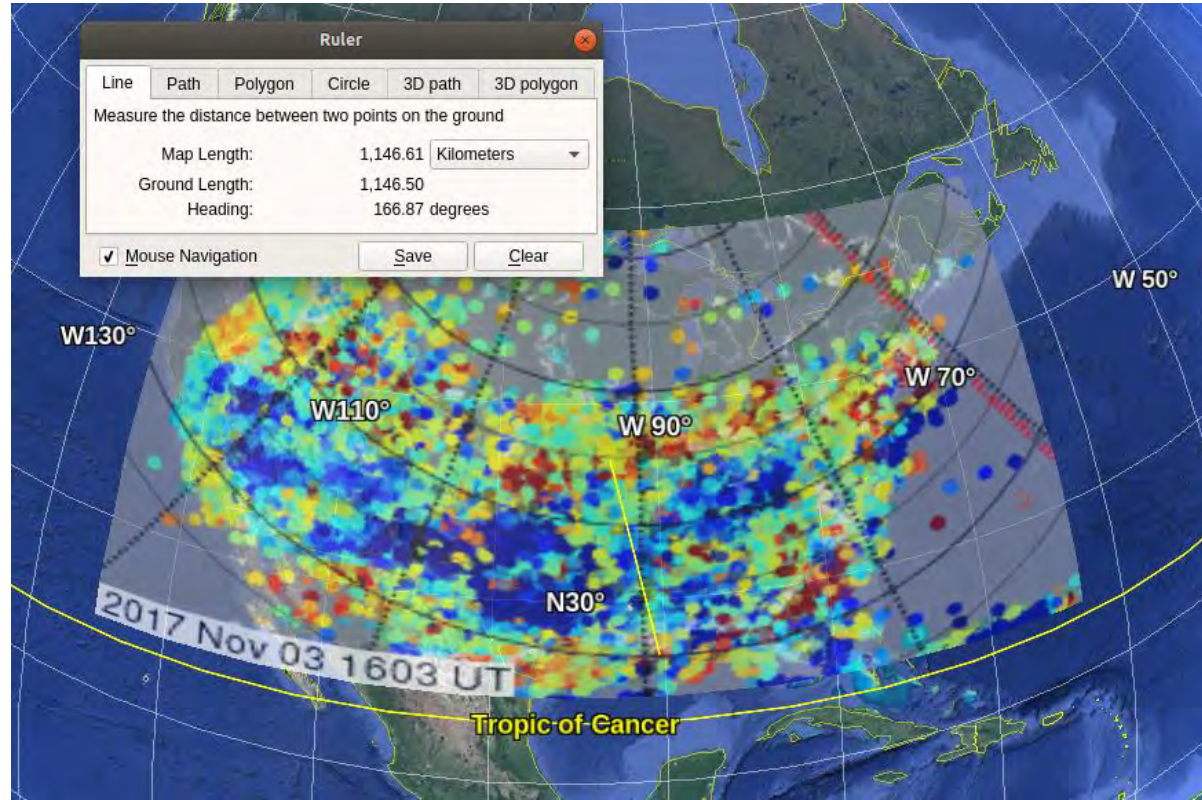 Ruler
Line Path Polygon Circle 3D path 3D polygon
Measure the distance between two points on the ground
Map Length: 1,146.61 Kilometers
Ground Length: 1,146.50
Heading: 166.87 degrees
Mouse Navigation Save Clear
W 50°
W130°
W 70°
W110°
W 90°
N30°
2017 Nov 03 1603 UT
Tropic of Cancer